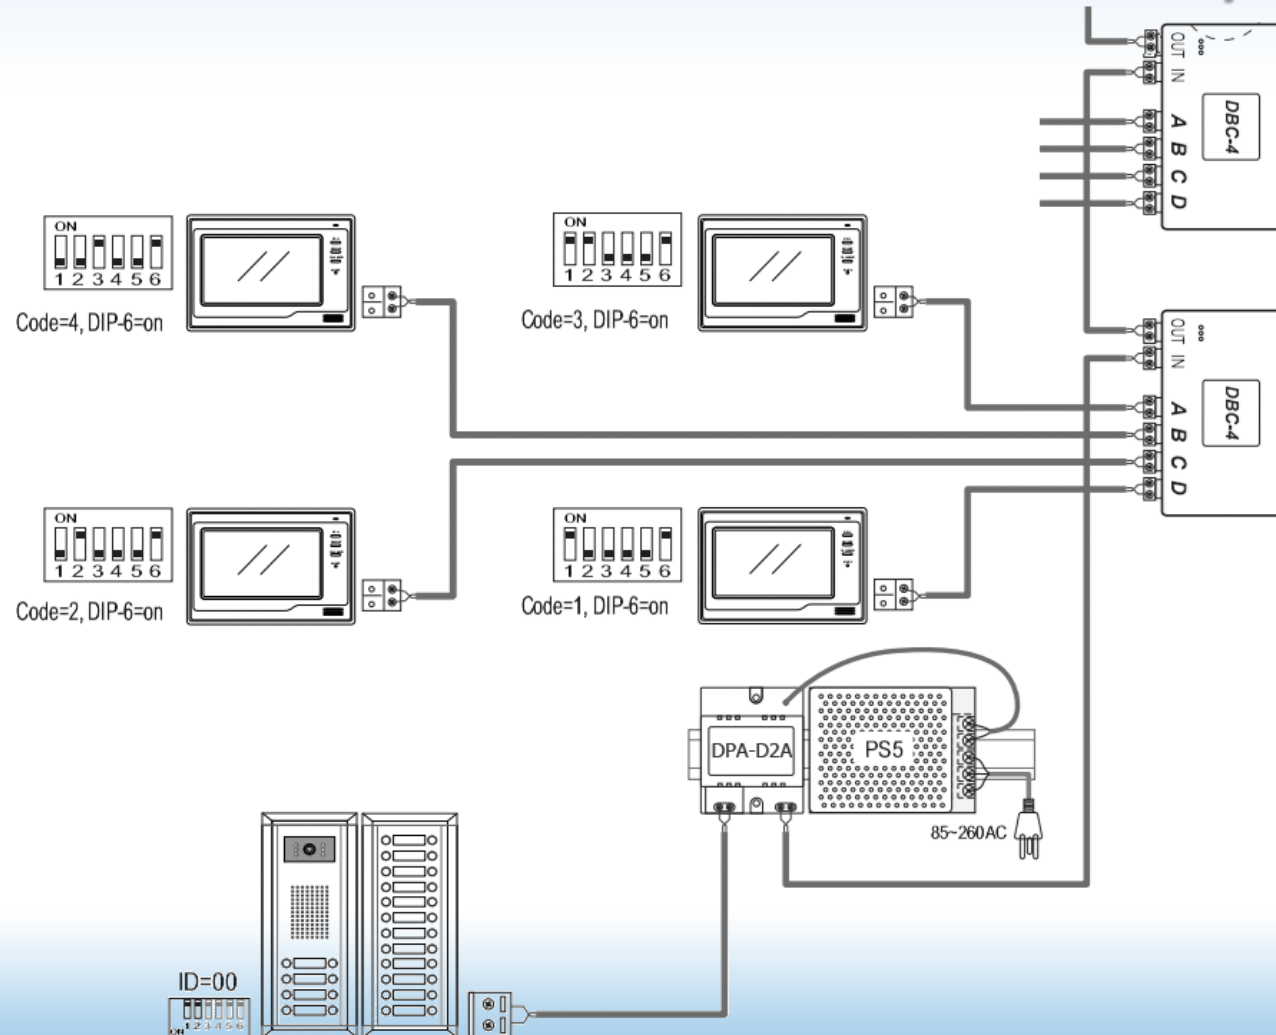 OUT IN
A B C D
DBC-4
ON
1 2 3 4 5 6
Code=4, DIP-6=on
ON
1 2 3 4 5 6
Code=3, DIP-6=on
OUT IN
A B C D
DBC-4
ON
1 2 3 4 5 6
Code=2, DIP-6=on
ON
1 2 3 4 5 6
Code=1, DIP-6=on
DPA-D2A
PS5
85~260AC
ID=00
1 2 3 4 5 6
ON